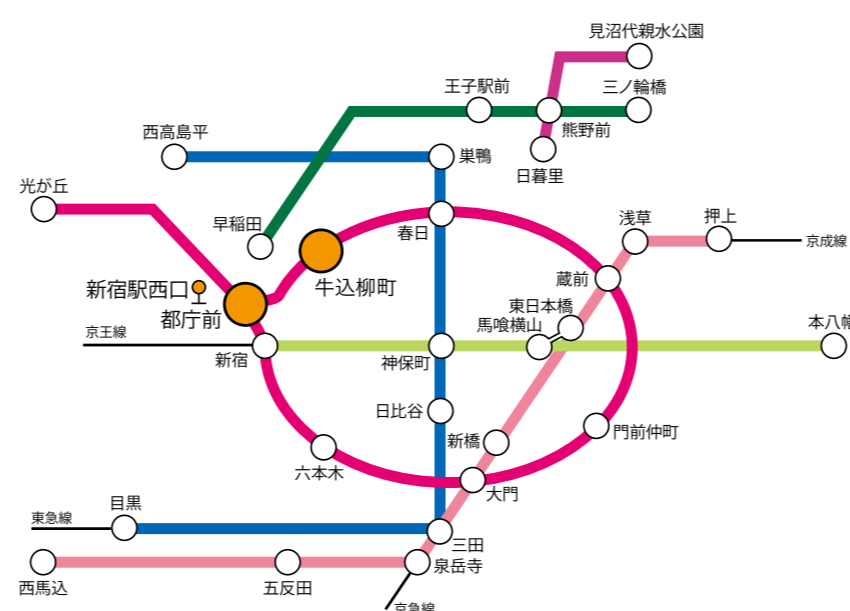 見沼代親水公園
王子駅前
三ノ輪橋
西高島平
巣鴨
熊野前
日暮里
光が丘
早稲田
春日
浅草
押上
京成線
新宿駅西口
牛込柳町
蔵前
都庁前
東日本橋
馬喰横山
本八幡
京王線
新宿
神保町
日比谷
新橋
門前仲町
六本木
大門
目黒
東急線
三田
泉岳寺
西馬込
五反田
京急線